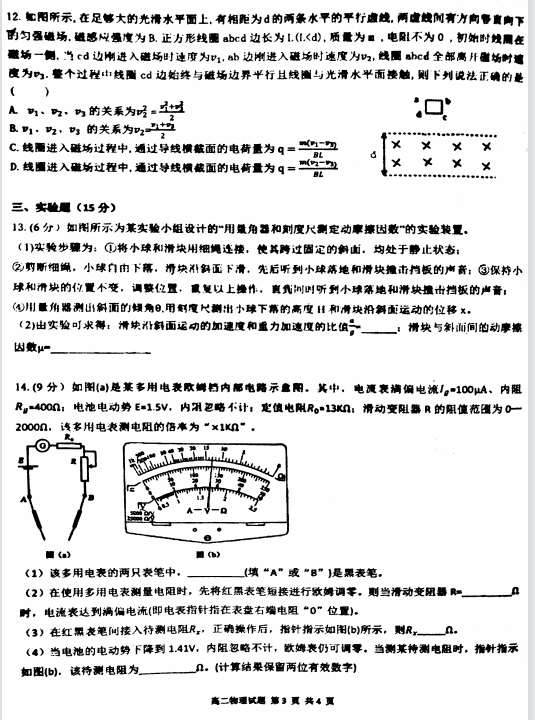 12. 如图所示,在足够大的光滑水平面上,有相距为d的两条水平的平行虚线,两虚线间有方向竖直向下
的匀强磁场,磁感应强度为B.正方形线圈abcd边长为L(L<d),质量为m,电阻不为0,初始时线圈在
磁场一侧,当cd边刚进入磁场时速度为v₁,ab边刚进入磁场时速度为v₂,线圈abcd全部离开磁场时速
度为v₃.整个过程中线圈cd边始终与磁场边界平行且线圈与光滑水平面接触,则下列说法正确的是
( )
A. v₁、v₂、v₃的关系为v₂²=(v₁²+v₃²)/2
B. v₁、v₂、v₃ 的关系为v₂=(v₁+v₃)/2
C. 线圈进入磁场过程中,通过导线横截面的电荷量为q=m(v₁-v₃)/BL
D. 线圈进入磁场过程中,通过导线横截面的电荷量为q=m(v₂-v₃)/BL
a b
d c
d
三、实验题(15分)
13.(6分)如图所示为某实验小组设计的“用量角器和刻度尺测定动摩擦因数”的实验装置。
(1)实验步骤为:①将小球和滑块用细绳连接,使其跨过固定的斜面,均处于静止状态;
②剪断细绳,小球自由下落,滑块沿斜面下滑,先后听到小球落地和滑块撞击挡板的声音;③保持小
球和滑块的位置不变,调整位置,重复以上操作,直到同时听到小球落地和滑块撞击挡板的声音;
④用量角器测出斜面的倾角θ,用刻度尺测出小球下落的高度H和滑块沿斜面运动的位移x。
(2)由实验可求得:滑块沿斜面运动的加速度和重力加速度的比值a/g=______;滑块与斜面间的动摩擦
因数μ=______
14.(9分)如图(a)是某多用电表欧姆档内部电路示意图。其中,电流表满偏电流Ig=100μA、内阻
Rg=400Ω;电池电动势E=1.5V,内阻忽略不计;定值电阻R₀=13KΩ;滑动变阻器R的阻值范围为0—
2000Ω,该多用电表测电阻的倍率为“×1KΩ”。
G R₀
E R
A B
A—V—Ω
图(a) 图(b)
(1)该多用电表的两只表笔中,______(填“A”或“B”)是黑表笔。
(2)在使用多用电表测量电阻时,先将红黑表笔短接进行欧姆调零。则当滑动变阻器R=______Ω
时,电流表达到满偏电流(即电表指针指在表盘右端电阻“0”位置)。
(3)在红黑表笔间接入待测电阻Rx,正确操作后,指针指示如图(b)所示,则Rx____Ω。
(4)当电池的电动势下降到1.41V,内阻忽略不计,欧姆表仍可调零。当测某待测电阻时,指针指示
如图(b),该待测电阻为______Ω。(计算结果保留两位有效数字)
高二物理试题 第3页 共4页